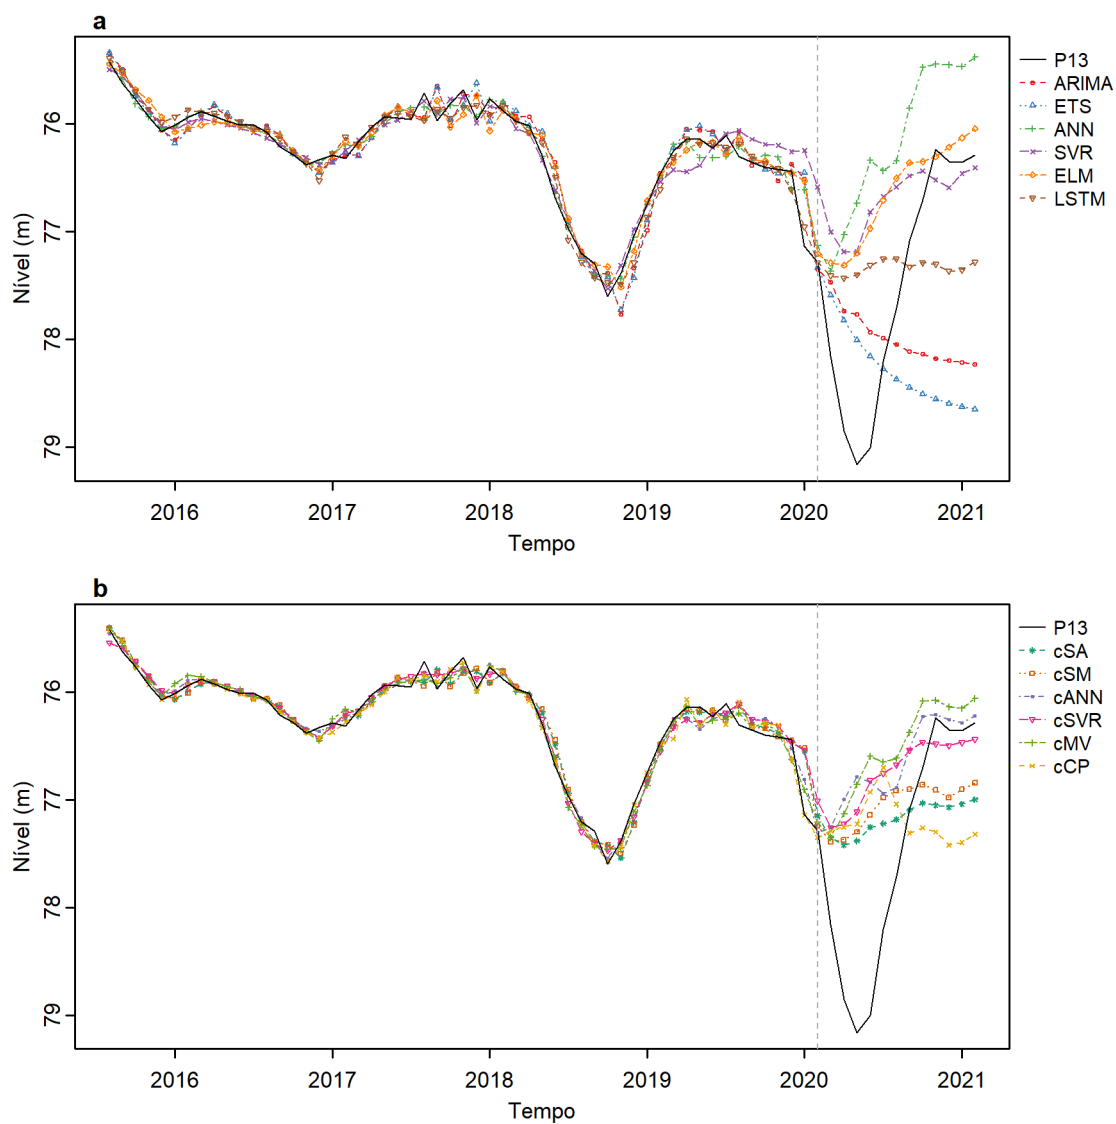 a
76
77
78
79
Nível (m)
2016
2017
2018
2019
2020
2021
Tempo
P13
ARIMA
ETS
ANN
SVR
ELM
LSTM
b
76
77
78
79
Nível (m)
2016
2017
2018
2019
2020
2021
Tempo
P13
cSA
cSM
cANN
cSVR
cMV
cCP